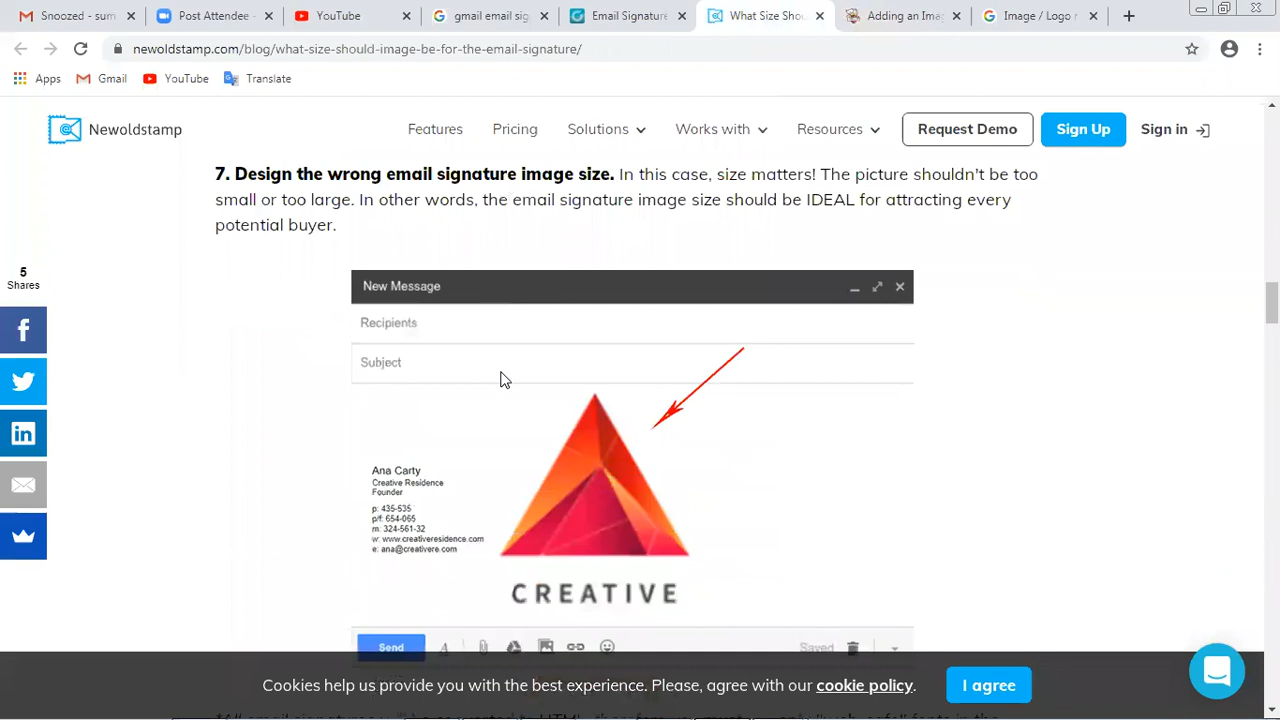 Snoozed - sum
Post Attendee -
YouTube
gmail email sig
Email Signature
What Size Shou
Adding an Ima
Image / Logo r
newoldstamp.com/blog/what-size-should-image-be-for-the-email-signature/
Apps Gmail YouTube Translate
Newoldstamp Features Pricing Solutions Works with Resources Request Demo Sign Up Sign in
7. Design the wrong email signature image size. In this case, size matters! The picture shouldn't be too
small or too large. In other words, the email signature image size should be IDEAL for attracting every
potential buyer.
5
Shares
New Message
Recipients
Subject
Ana Carty
Creative Residence
Founder
p: 435-535
p/f: 654-065
m: 324-561-32
w: www.creativeresidence.com
e: ana@creativere.com
CREATIVE
Send Saved
Cookies help us provide you with the best experience. Please, agree with our cookie policy. I agree